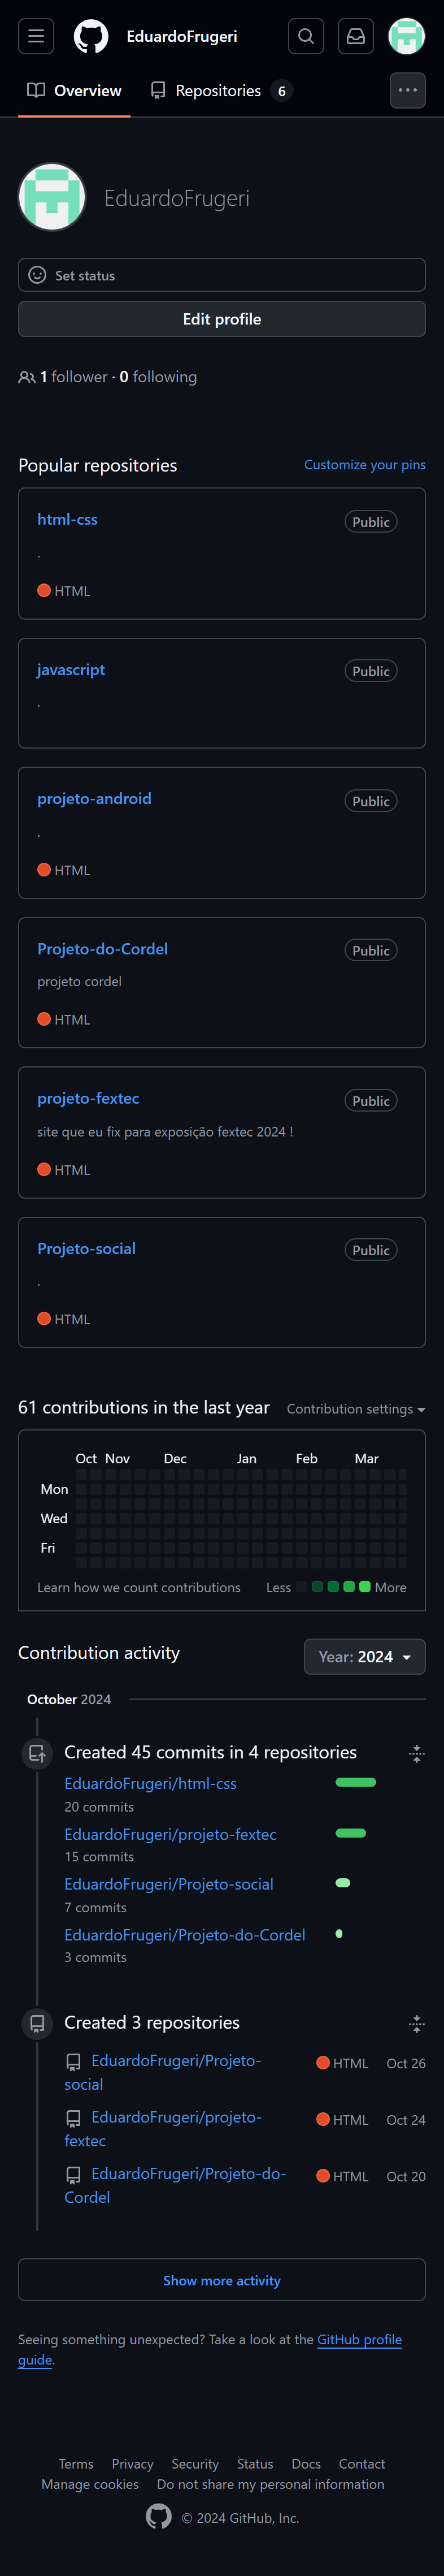 EduardoFrugeri
Overview Repositories 6
EduardoFrugeri
Set status
Edit profile
1 follower · 0 following
Popular repositories Customize your pins
html-css Public
.
HTML
javascript Public
.
projeto-android Public
.
HTML
Projeto-do-Cordel Public
projeto cordel
HTML
projeto-fextec Public
site que eu fix para exposição fextec 2024 !
HTML
Projeto-social Public
.
HTML
61 contributions in the last year Contribution settings
Oct Nov Dec Jan Feb Mar
Mon
Wed
Fri
Learn how we count contributions Less More
Contribution activity Year: 2024
October 2024
Created 45 commits in 4 repositories
EduardoFrugeri/html-css
20 commits
EduardoFrugeri/projeto-fextec
15 commits
EduardoFrugeri/Projeto-social
7 commits
EduardoFrugeri/Projeto-do-Cordel
3 commits
Created 3 repositories
EduardoFrugeri/Projeto- HTML Oct 26
social
EduardoFrugeri/projeto- HTML Oct 24
fextec
EduardoFrugeri/Projeto-do- HTML Oct 20
Cordel
Show more activity
Seeing something unexpected? Take a look at the GitHub profile
guide.
Terms Privacy Security Status Docs Contact
Manage cookies Do not share my personal information
© 2024 GitHub, Inc.